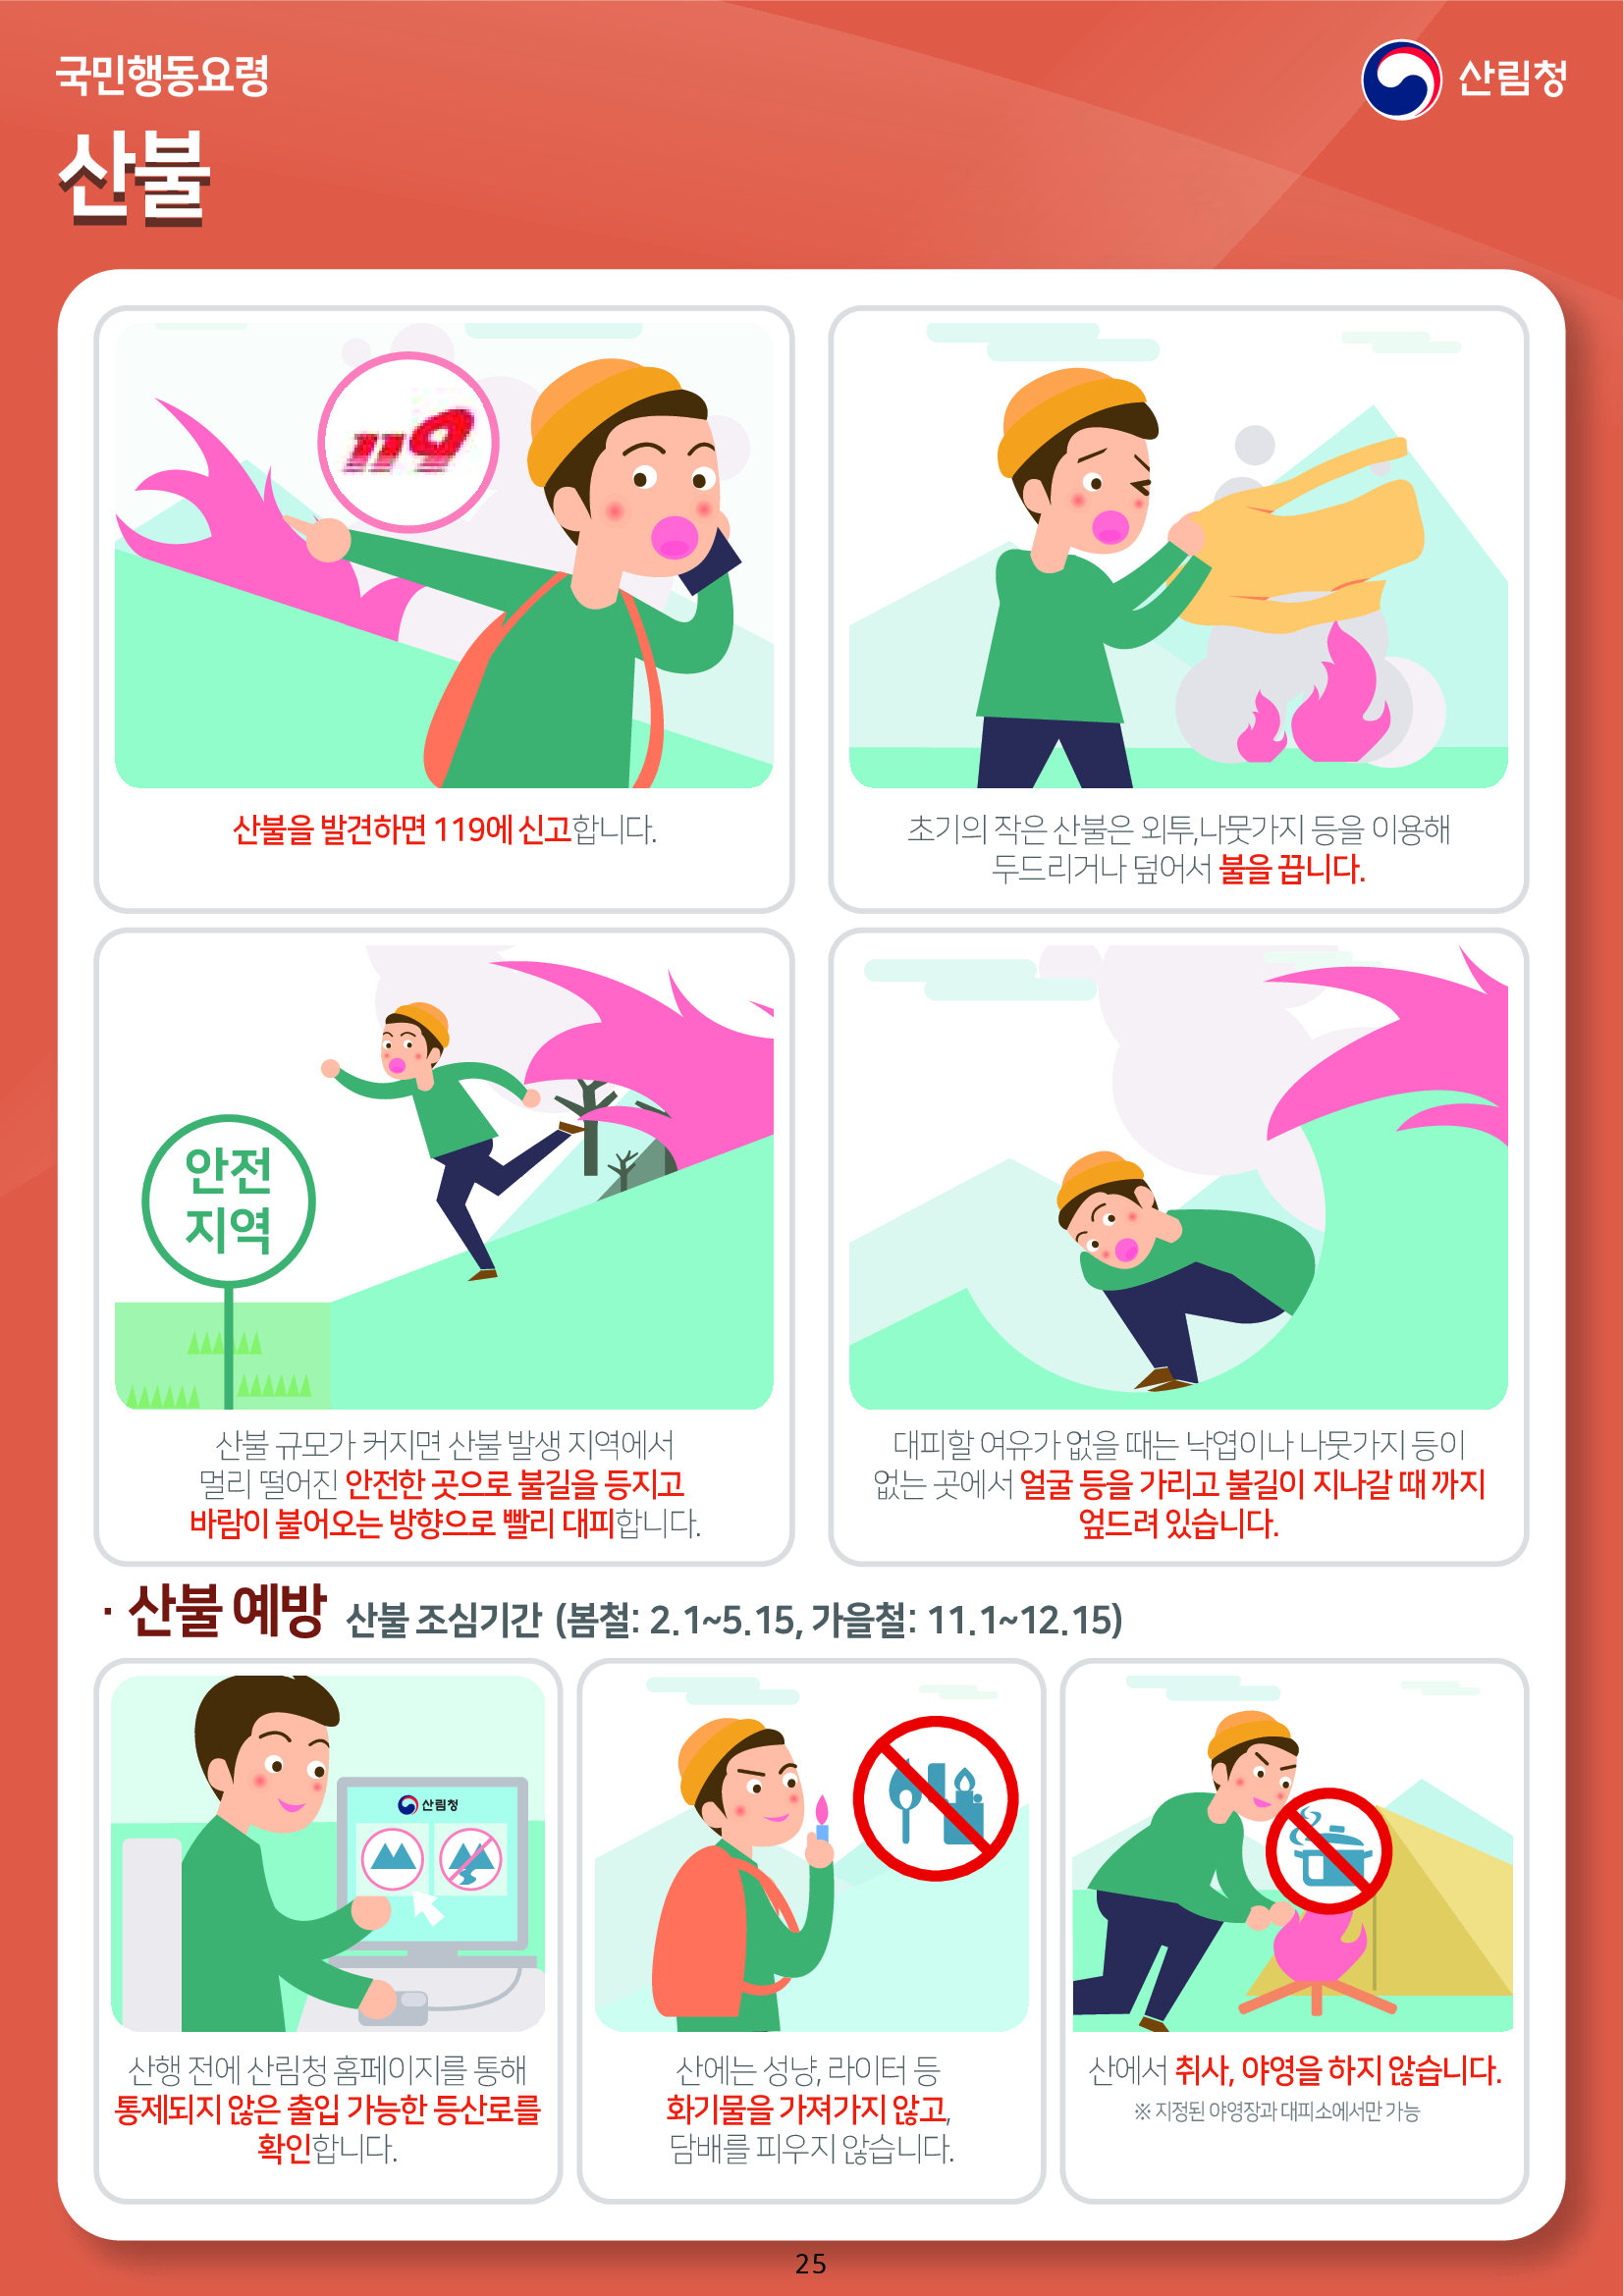 국민행동요령
산림청
산불
119
산불을 발견하면 119에 신고합니다.
초기의 작은 산불은 외투,나뭇가지 등을 이용해
두드리거나 덮어서 불을 끕니다.
안전
지역
산불 규모가 커지면 산불 발생 지역에서
멀리 떨어진 안전한 곳으로 불길을 등지고
바람이 불어오는 방향으로 빨리 대피합니다.
대피할 여유가 없을 때는 낙엽이나 나뭇가지 등이
없는 곳에서 얼굴 등을 가리고 불길이 지나갈 때 까지
엎드려 있습니다.
· 산불 예방 산불 조심기간 (봄철: 2.1~5.15, 가을철: 11.1~12.15)
산림청
산행 전에 산림청 홈페이지를 통해
통제되지 않은 출입 가능한 등산로를
확인합니다.
산에는 성냥, 라이터 등
화기물을 가져가지 않고,
담배를 피우지 않습니다.
산에서 취사, 야영을 하지 않습니다.
※ 지정된 야영장과 대피소에서만 가능
25